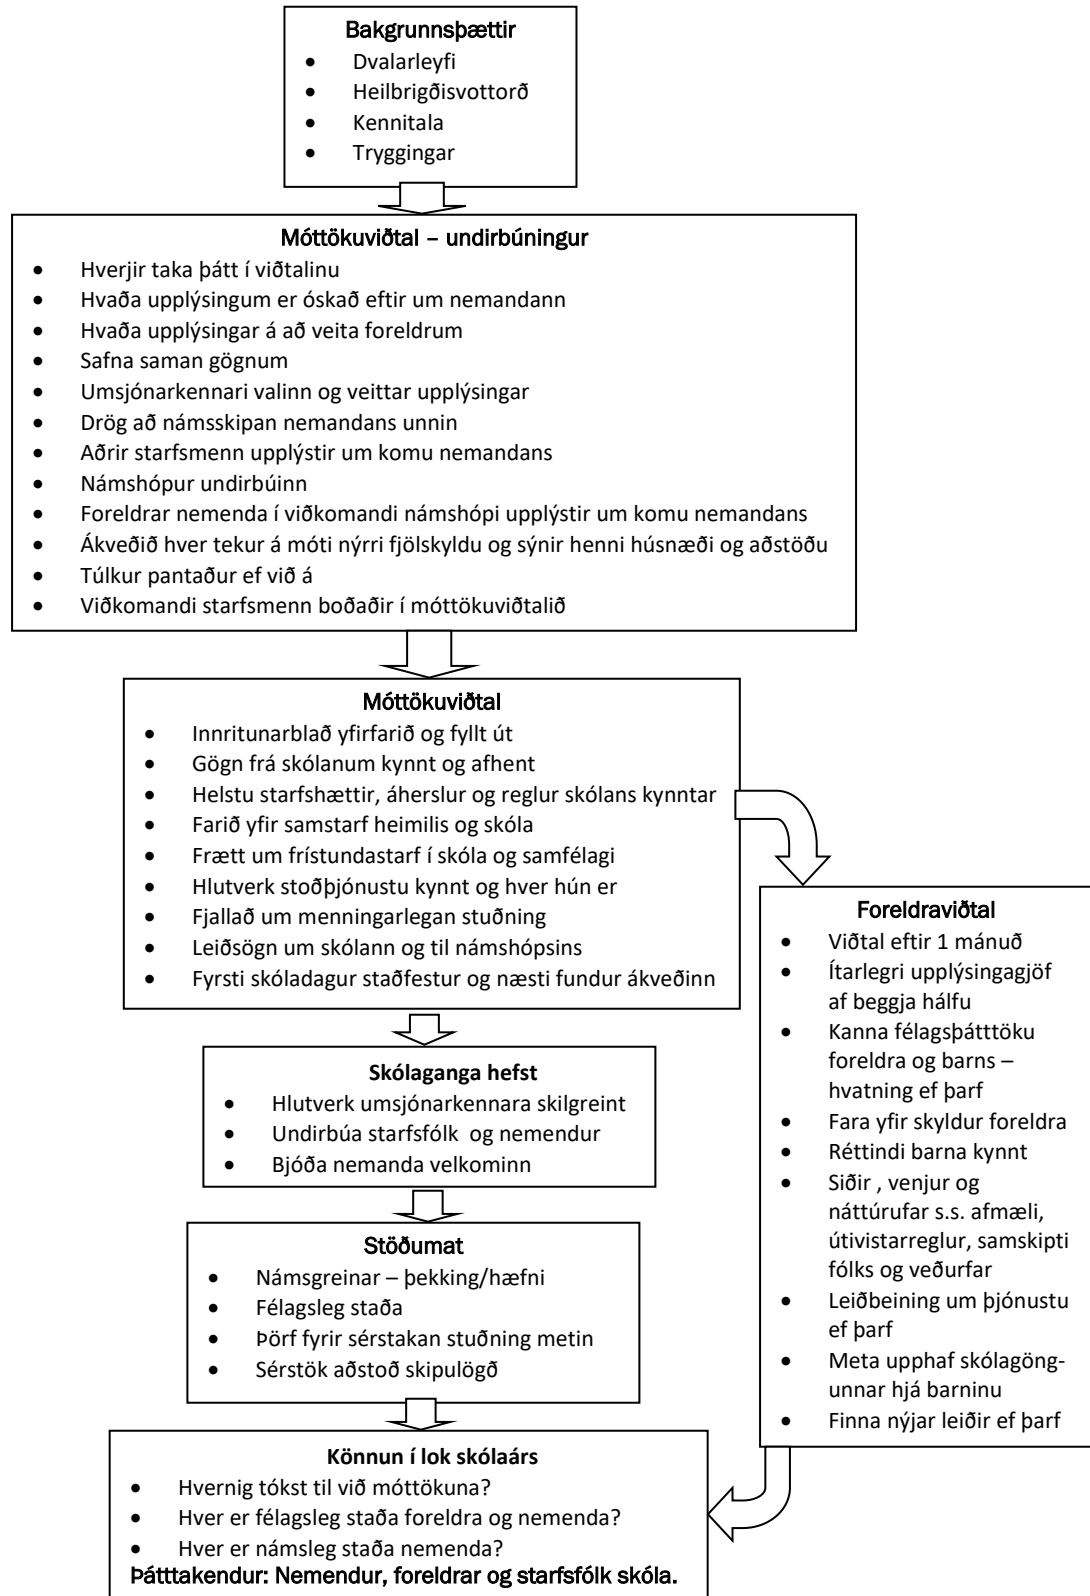 Bakgrunnsþættir
• Dvalarleyfi
• Heilbrigðisvottorð
• Kennitala
• Tryggingar
Móttökuviðtal – undirbúningur
• Hverjir taka þátt í viðtalinu
• Hvaða upplýsingum er óskað eftir um nemandann
• Hvaða upplýsingar á að veita foreldrum
• Safna saman gögnum
• Umsjónarkennari valinn og veittar upplýsingar
• Drög að námsskipan nemandans unnin
• Aðrir starfsmenn upplýstir um komu nemandans
• Námshópur undirbúinn
• Foreldrar nemenda í viðkomandi námshópi upplýstir um komu nemandans
• Ákveðið hver tekur á móti nýrri fjölskyldu og sýnir henni húsnæði og aðstöðu
• Túlkur pantaður ef við á
• Viðkomandi starfsmenn boðaðir í móttökuviðtalið
Móttökuviðtal
• Innritunarblað yfirfarið og fyllt út
• Gögn frá skólanum kynnt og afhent
• Helstu starfshættir, áherslur og reglur skólans kynntar
• Farið yfir samstarf heimilis og skóla
• Frætt um frístundastarf í skóla og samfélagi
• Hlutverk stoðþjónustu kynnt og hver hún er
• Fjallað um menningarlegan stuðning
• Leiðsögn um skólann og til námshópsins
• Fyrsti skóladagur staðfestur og næsti fundur ákveðinn
Foreldraviðtal
• Viðtal eftir 1 mánuð
• Ítarlegri upplýsingagjöf
af beggja hálfu
• Kanna félagsþátttöku
foreldra og barns –
hvatning ef þarf
• Fara yfir skyldur foreldra
• Réttindi barna kynnt
• Siðir , venjur og
náttúrufar s.s. afmæli,
útivistarreglur, samskipti
fólks og veðurfar
• Leiðbeining um þjónustu
ef þarf
• Meta upphaf skólagöng-
unnar hjá barninu
• Finna nýjar leiðir ef þarf
Skólaganga hefst
• Hlutverk umsjónarkennara skilgreint
• Undirbúa starfsfólk og nemendur
• Bjóða nemanda velkominn
Stöðumat
• Námsgreinar – þekking/hæfni
• Félagsleg staða
• Þörf fyrir sérstakan stuðning metin
• Sérstök aðstoð skipulögð
Könnun í lok skólaárs
• Hvernig tókst til við móttökuna?
• Hver er félagsleg staða foreldra og nemenda?
• Hver er námsleg staða nemenda?
Þátttakendur: Nemendur, foreldrar og starfsfólk skóla.